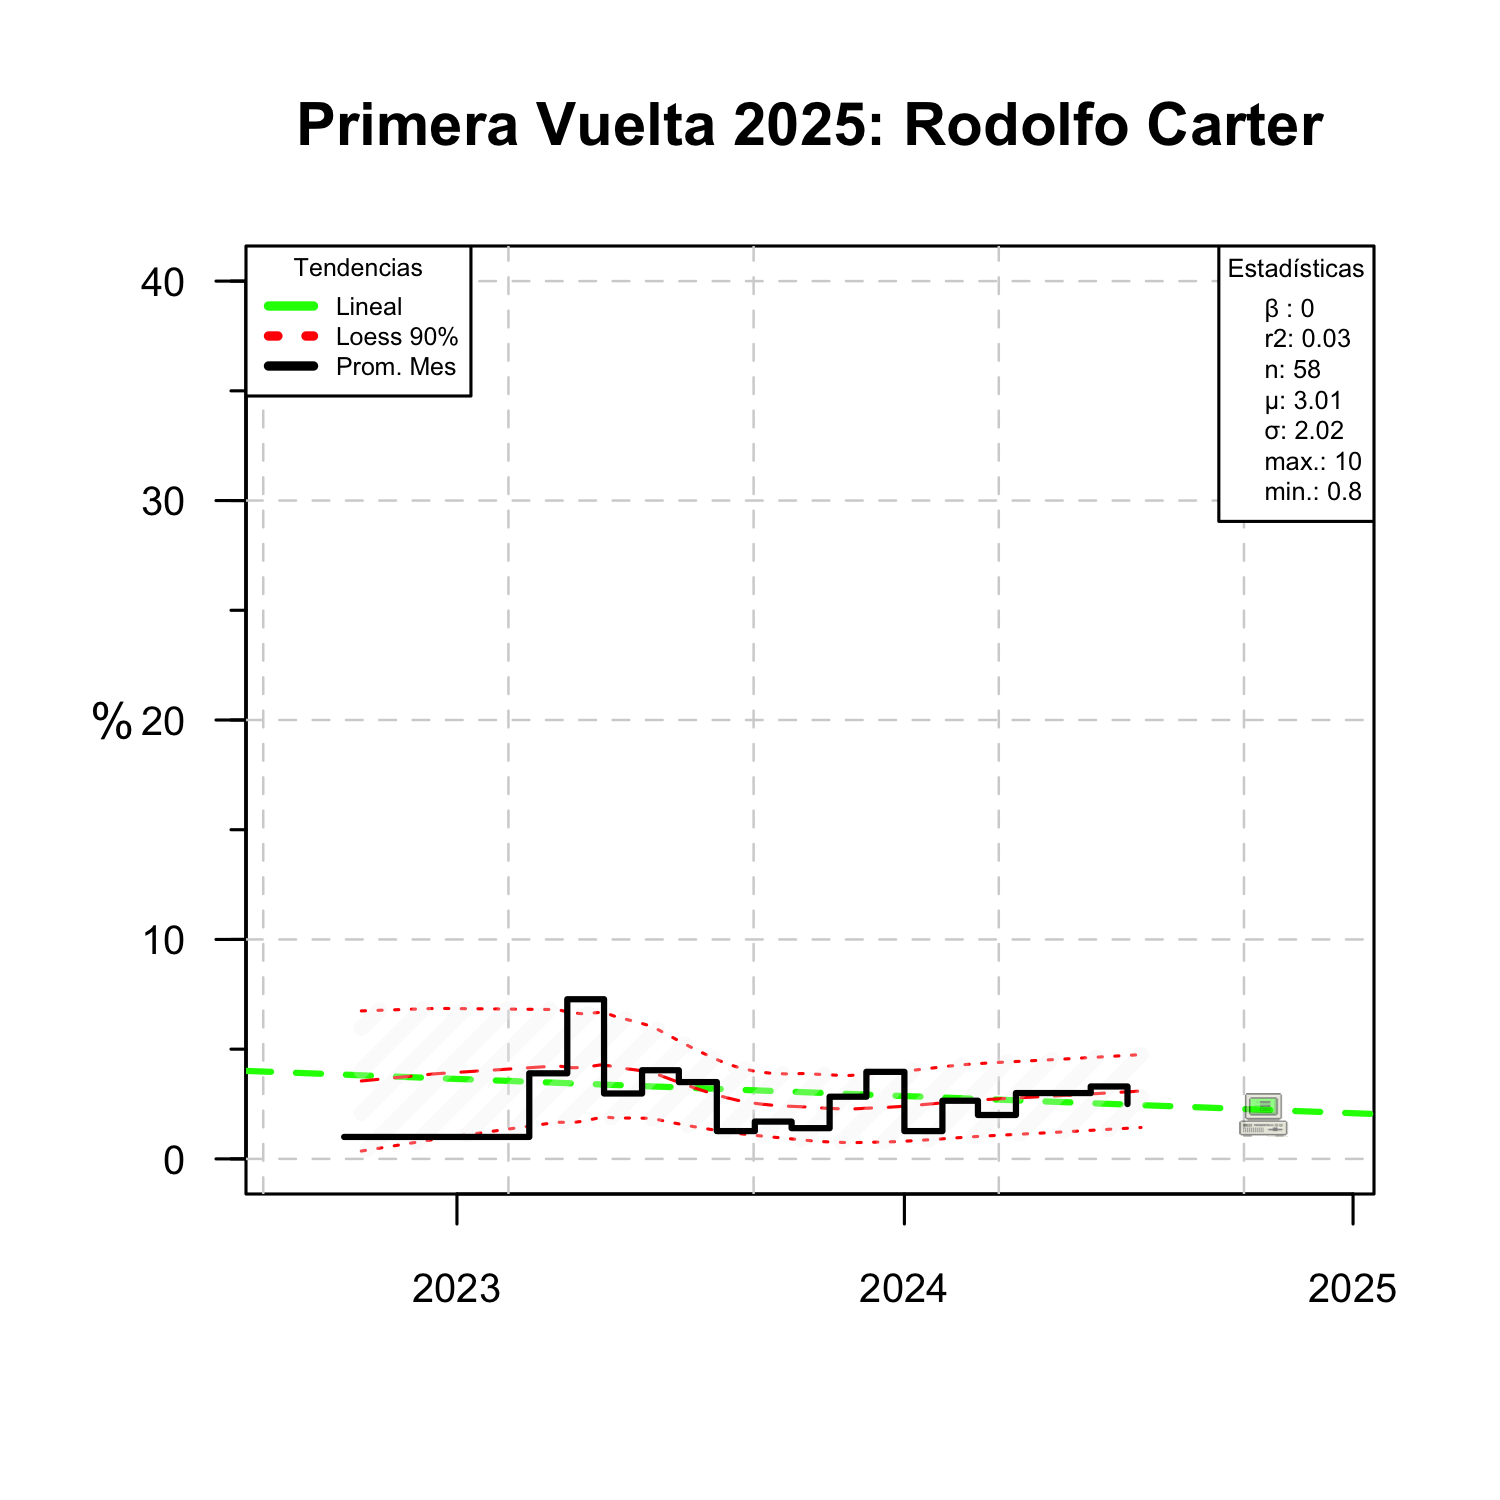 Primera Vuelta 2025: Rodolfo Carter
Tendencias
Lineal
Loess 90%
Prom. Mes
Estadísticas
β : 0
r2: 0.03
n: 58
μ: 3.01
σ: 2.02
max.: 10
min.: 0.8
40
30
% 20
10
0
2023 2024 2025